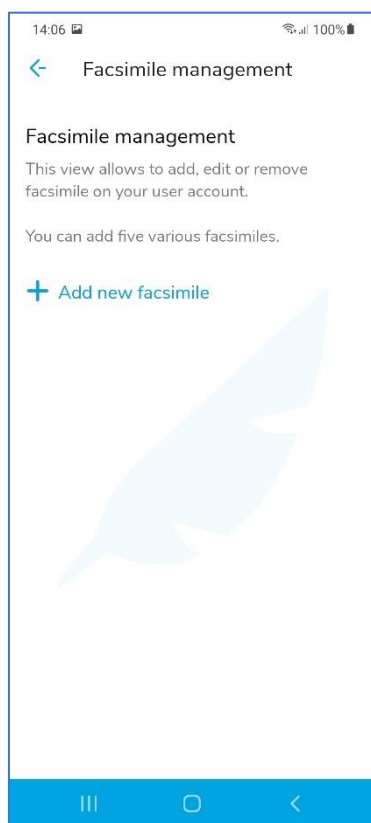 14:06 100%
Facsimile management
Facsimile management
This view allows to add, edit or remove
facsimile on your user account.
You can add five various facsimiles.
Add new facsimile